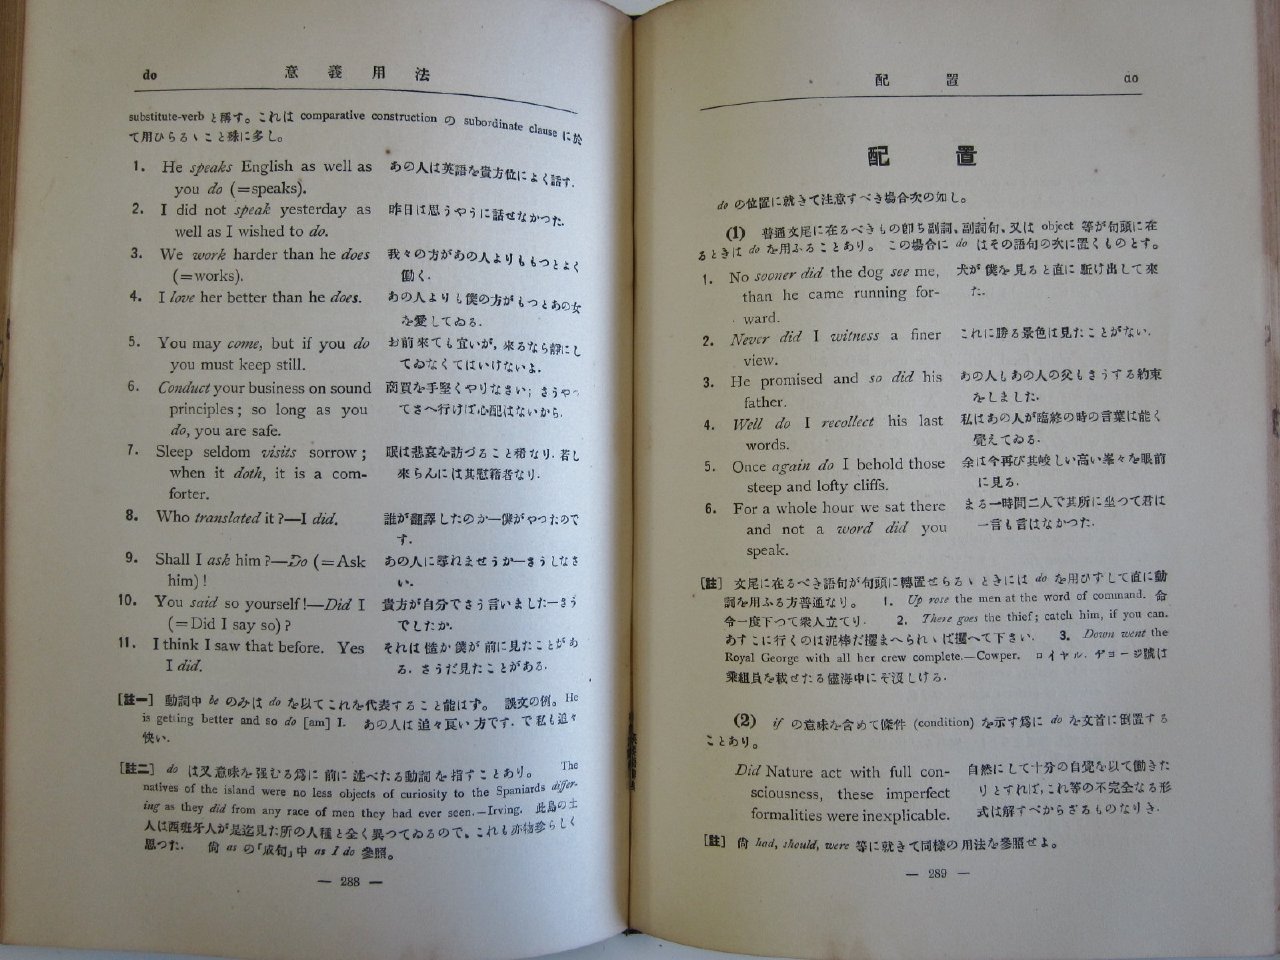 do 意義用法
substitute-verb と稱す。これは comparative construction の subordinate clause に於
て用ひらるゝこと殊に多し。
1. He speaks English as well as あの人は英語を貴方位によく話す.
you do (=speaks).
2. I did not speak yesterday as 昨日は思うやうに話せなかつた.
well as I wished to do.
3. We work harder than he does 我々の方があの人よりももつとよく
(=works). 働く.
4. I love her better than he does. あの人よりも僕の方がもつとあの女
を愛してゐる.
5. You may come, but if you do お前來ても宜いが, 來るなら靜にし
you must keep still. てゐなくてはいけないよ.
6. Conduct your business on sound 商買を手堅くやりなさい; さうやつ
principles; so long as you てさへ行けば心配はないから.
do, you are safe.
7. Sleep seldom visits sorrow; 眠は悲哀を訪づること稀なり. 若し
when it doth, it is a com- 來らんには其慰藉者なり.
forter.
8. Who translated it?—I did. 誰が翻譯したのか—僕がやつたので
す.
9. Shall I ask him?—Do (=Ask あの人に尋ねませうか—さうしなさ
him)! い.
10. You said so yourself!—Did I 貴方が自分でさう言いました—さう
(=Did I say so)? でしたか.
11. I think I saw that before. Yes それは慥か僕が前に見たことがあ
I did. る. さうだ見たことがある.
[註一] 動詞中 be のみは do を以てこれを代表すること能はず。 誤文の例。 He
is getting better and so do [am] I. あの人は追々良い方です. で私も追々
快い.
[註二] do は又意味を强むる爲に前に述べたる動詞を指すことあり。 The
natives of the island were no less objects of curiosity to the Spaniards differ-
ing as they did from any race of men they had ever seen.—Irving. 此島の土
人は西班牙人が是迄見た所の人種と全く異つてゐるので、これも亦物珍らしく
思つた. 尙 as の「成句」中 as I do 參照。
— 288 —
配置 do
配置
do の位置に就きて注意すべき場合次の如し。
(1) 普通文尾に在るべきもの卽ち副詞、副詞句、又は object 等が句頭に在
るときは do を用ふることあり。 この場合に do はその語句の次に置くものとす。
1. No sooner did the dog see me, 犬が僕を見ると直に駈け出して來
than he came running for- た.
ward.
2. Never did I witness a finer これに勝る景色は見たことがない.
view.
3. He promised and so did his あの人もあの人の父もさうする約束
father. をしました.
4. Well do I recollect his last 私はあの人が臨終の時の言葉は能く
words. 覺えてゐる.
5. Once again do I behold those 余は今再び其峻しい高い峯々を眼前
steep and lofty cliffs. に見る.
6. For a whole hour we sat there まる一時間二人で其所に坐つて君は
and not a word did you 一言も言はなかつた.
speak.
[註] 文尾に在るべき語句が句頭に轉置せらるゝときには do を用ひずして直に動
詞を用ふる方普通なり。 1. Up rose the men at the word of command. 命
令一度下つて衆人立てり. 2. There goes the thief; catch him, if you can.
あすこに行くのは泥棒だ攫まへられゝば攫へて下さい. 3. Down went the
Royal George with all her crew complete.—Cowper. ロイヤル. ヂョージ號は
乘組員を載せたる儘海中にぞ沒しける.
(2) if の意味を含めて條件 (condition) を示す爲に do を文首に倒置する
ことあり。
Did Nature act with full con- 自然にして十分の自覺を以て働きた
sciousness, these imperfect りとすれば, これ等の不完全なる形
formalities were inexplicable. 式は解すべからざるものなりき.
[註] 尙 had, should, were 等に就きて同樣の用法を參照せよ。
— 289 —